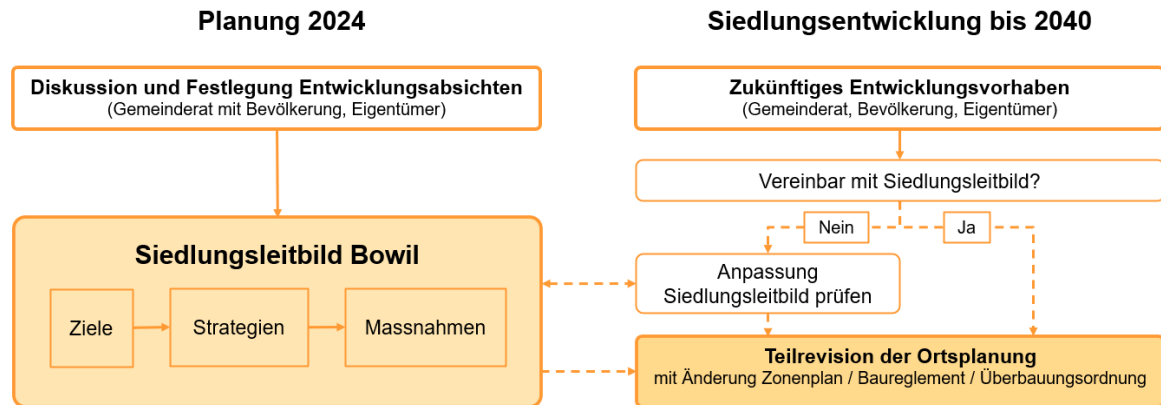 Planung 2024
Diskussion und Festlegung Entwicklungsabsichten
(Gemeinderat mit Bevölkerung, Eigentümer)
Siedlungsleitbild Bowil
Ziele
Strategien
Massnahmen
Siedlungsentwicklung bis 2040
Zukünftiges Entwicklungsvorhaben
(Gemeinderat, Bevölkerung, Eigentümer)
Vereinbar mit Siedlungsleitbild?
Nein
Ja
Anpassung
Siedlungsleitbild prüfen
Teilrevision der Ortsplanung
mit Änderung Zonenplan / Baureglement / Überbauungsordnung